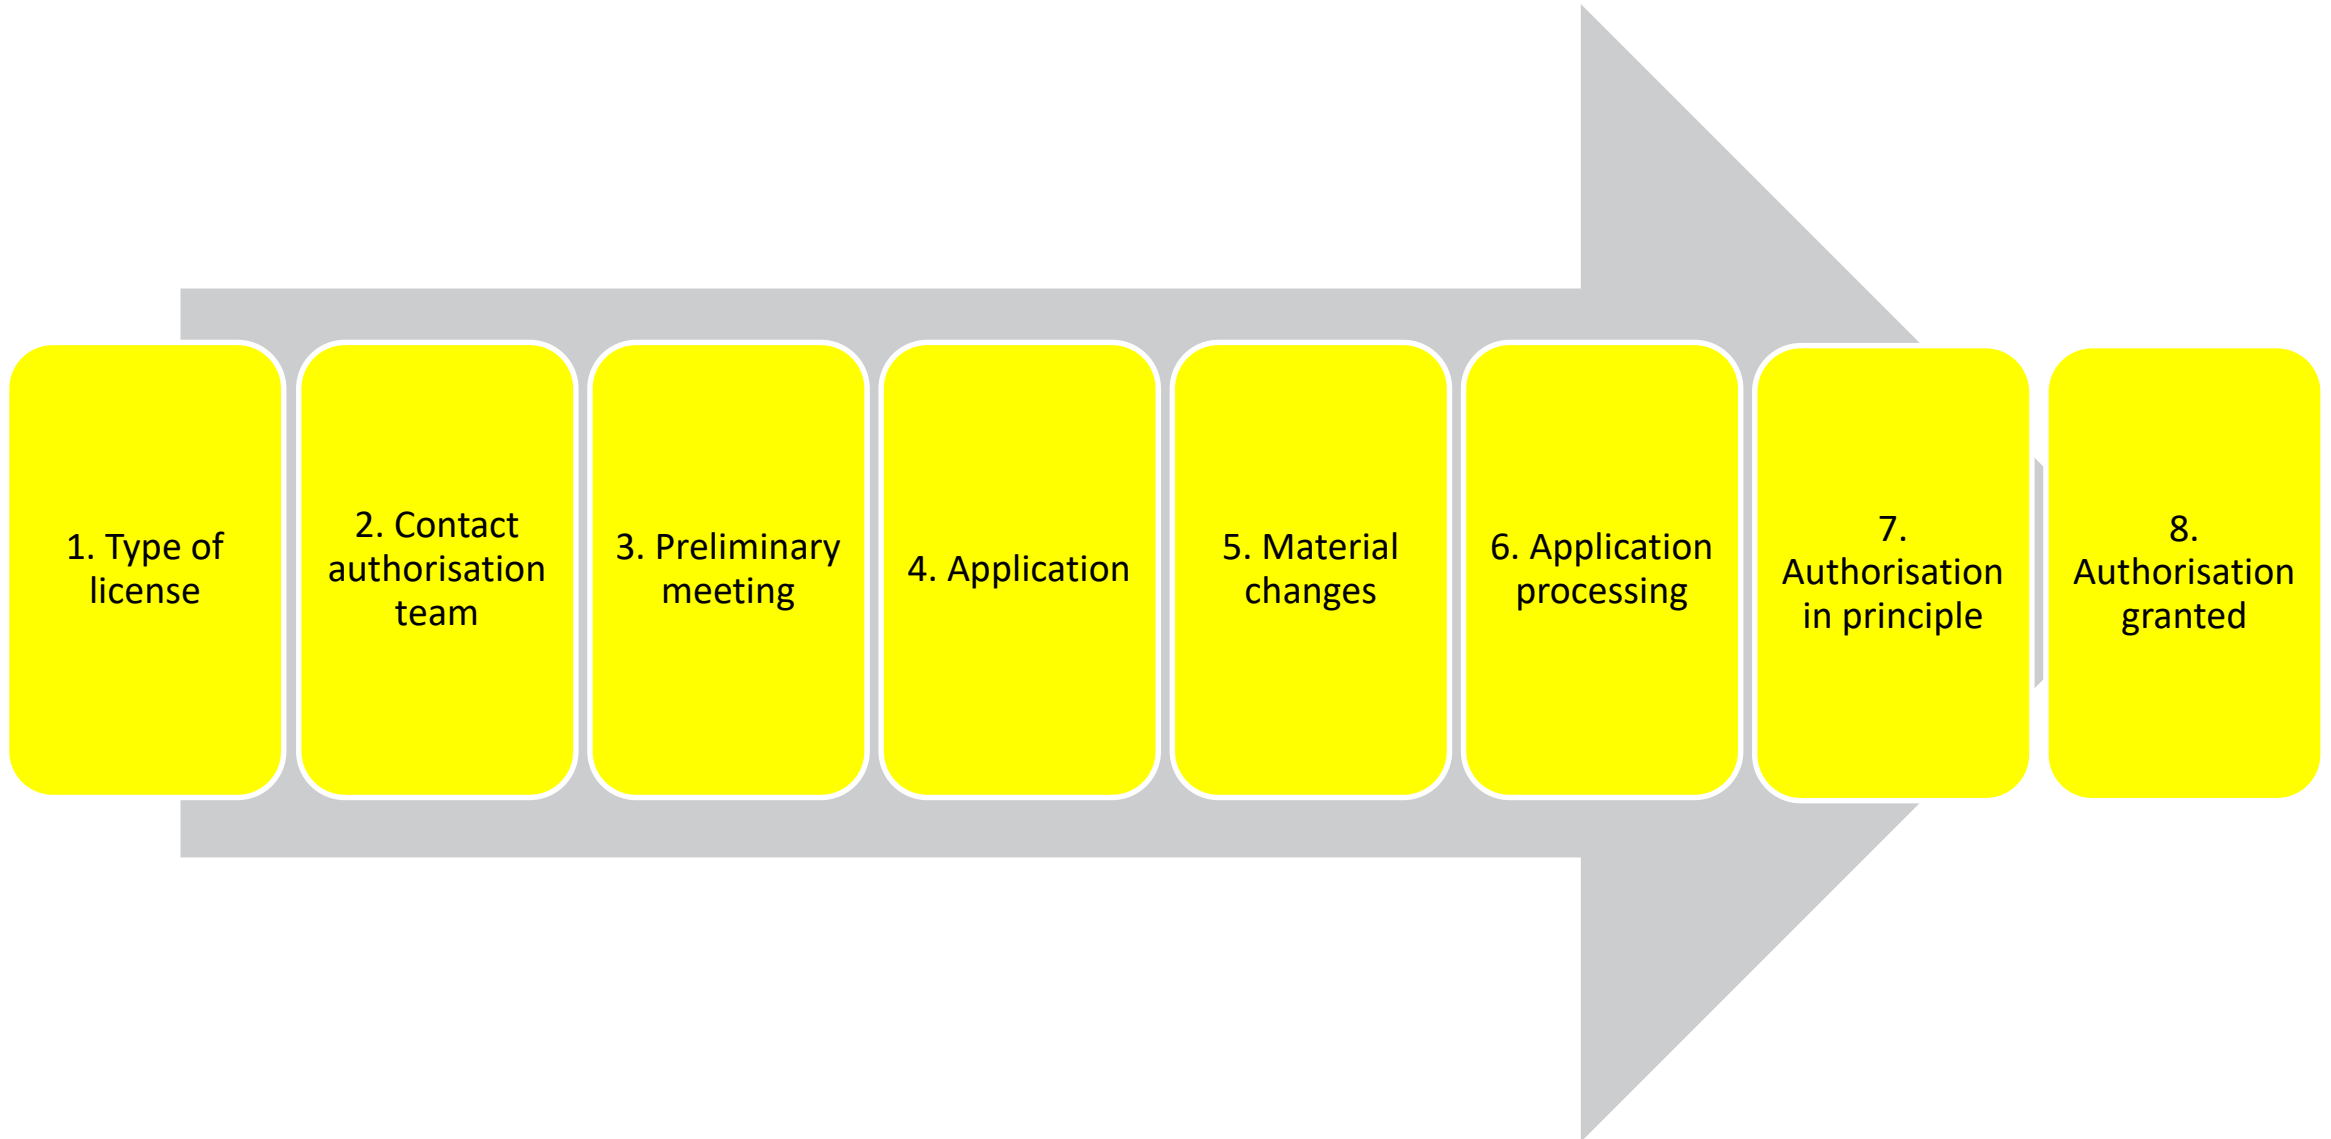 1. Type of
license
2. Contact
authorisation
team
3. Preliminary
meeting
4. Application
5. Material
changes
6. Application
processing
7.
Authorisation
in principle
8.
Authorisation
granted